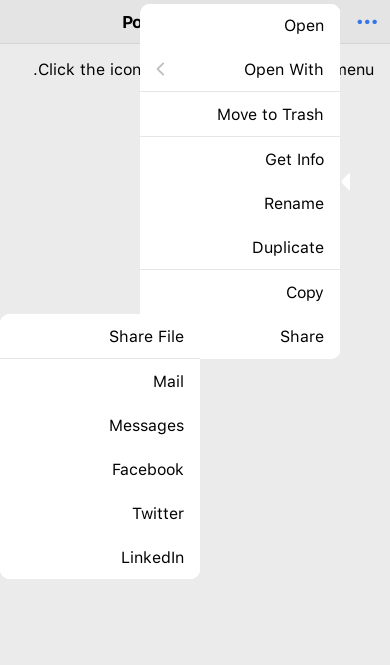 Po
.Click the icon
menu
Open
Open With
Move to Trash
Get Info
Rename
Duplicate
Copy
Share
Share File
Mail
Messages
Facebook
Twitter
LinkedIn